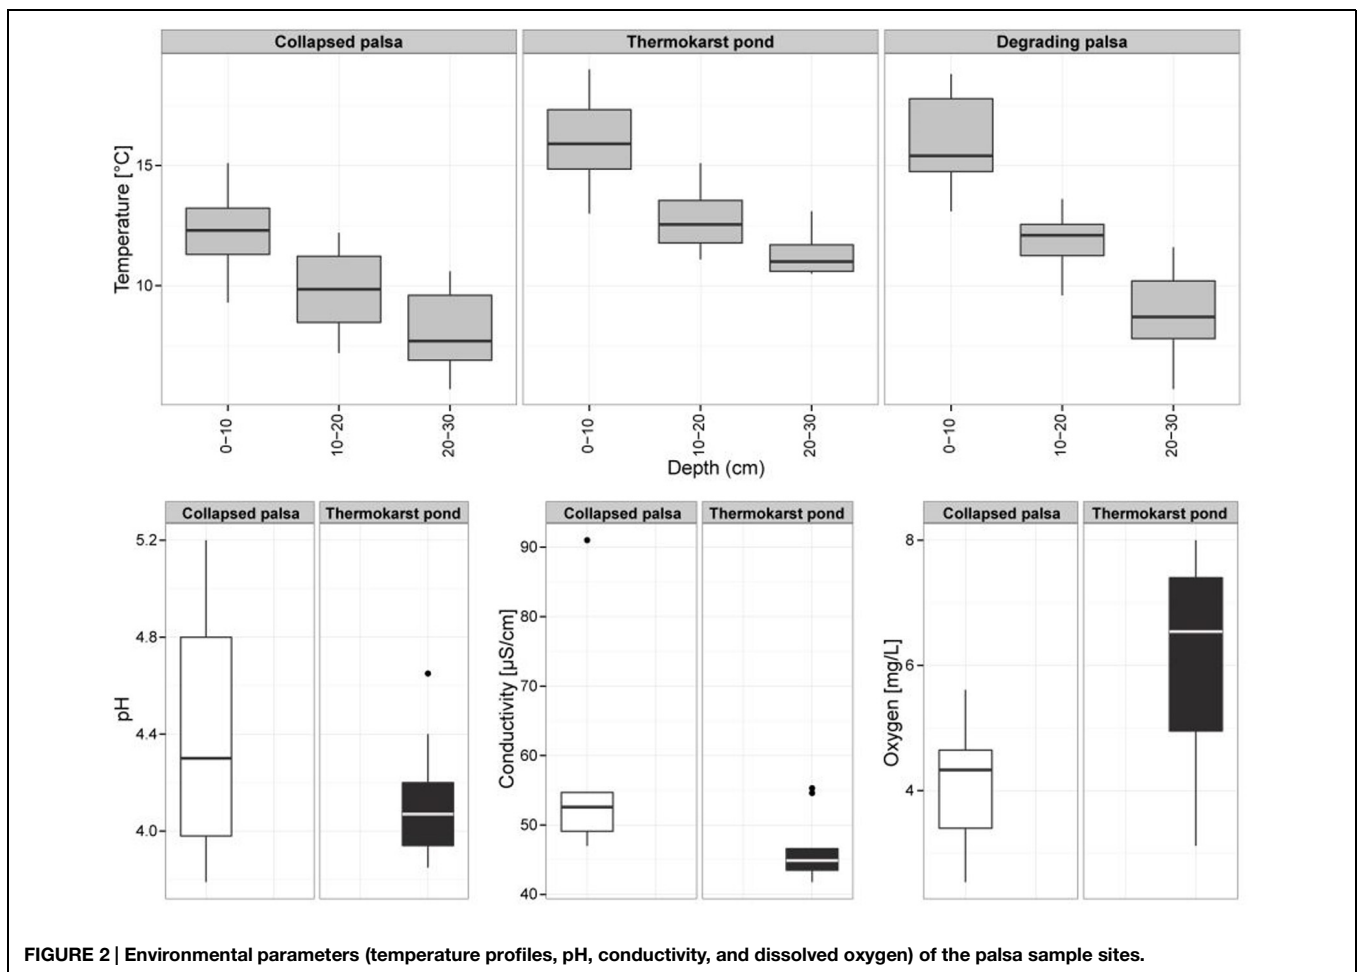 Collapsed palsa Thermokarst pond Degrading palsa
Temperature [°C]
15
10
0−10 10−20 20−30 0−10 10−20 20−30 0−10 10−20 20−30
Depth (cm)
Collapsed palsa Thermokarst pond
pH
5.2
4.8
4.4
4.0
Collapsed palsa Thermokarst pond
Conductivity [µS/cm]
90
80
70
60
50
40
Collapsed palsa Thermokarst pond
Oxygen [mg/L]
8
6
4
FIGURE 2 | Environmental parameters (temperature profiles, pH, conductivity, and dissolved oxygen) of the palsa sample sites.